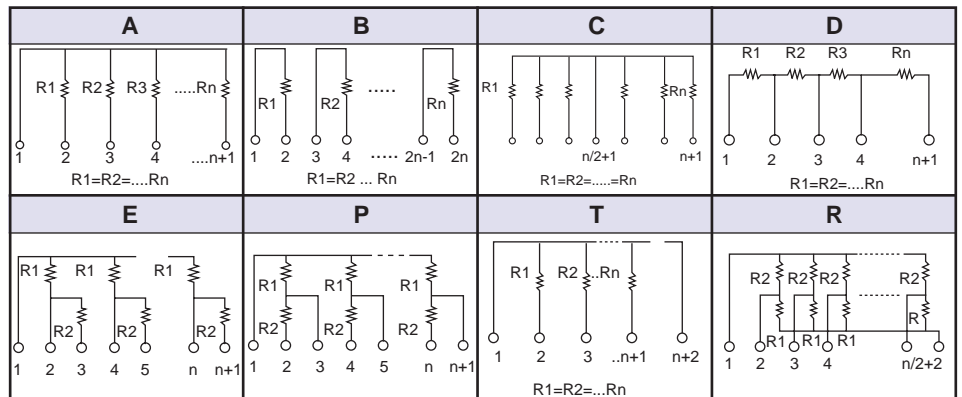 A
B
C
D
R1 R2 R3 .....Rn
1 2 3 4 ....n+1
R1=R2=....Rn
R1 R2 ..... Rn
1 2 3 4 ..... 2n-1 2n
R1=R2 ... Rn
R1 Rn
n/2+1 n+1
R1=R2=.....=Rn
R1 R2 R3 Rn
1 2 3 4 n+1
R1=R2=....Rn
E
P
T
R
R1 R1 R1
R2 R2 R2
1 2 3 4 5 n n+1
R1 R1 R1
R2 R2 R2
1 2 3 4 5 n n+1
R1 R2 ..Rn
1 2 3 ..n+1 n+2
R1=R2=...Rn
R2 R2 R2 R2
R
R1 R1 R1
1 2 3 4 n/2+2